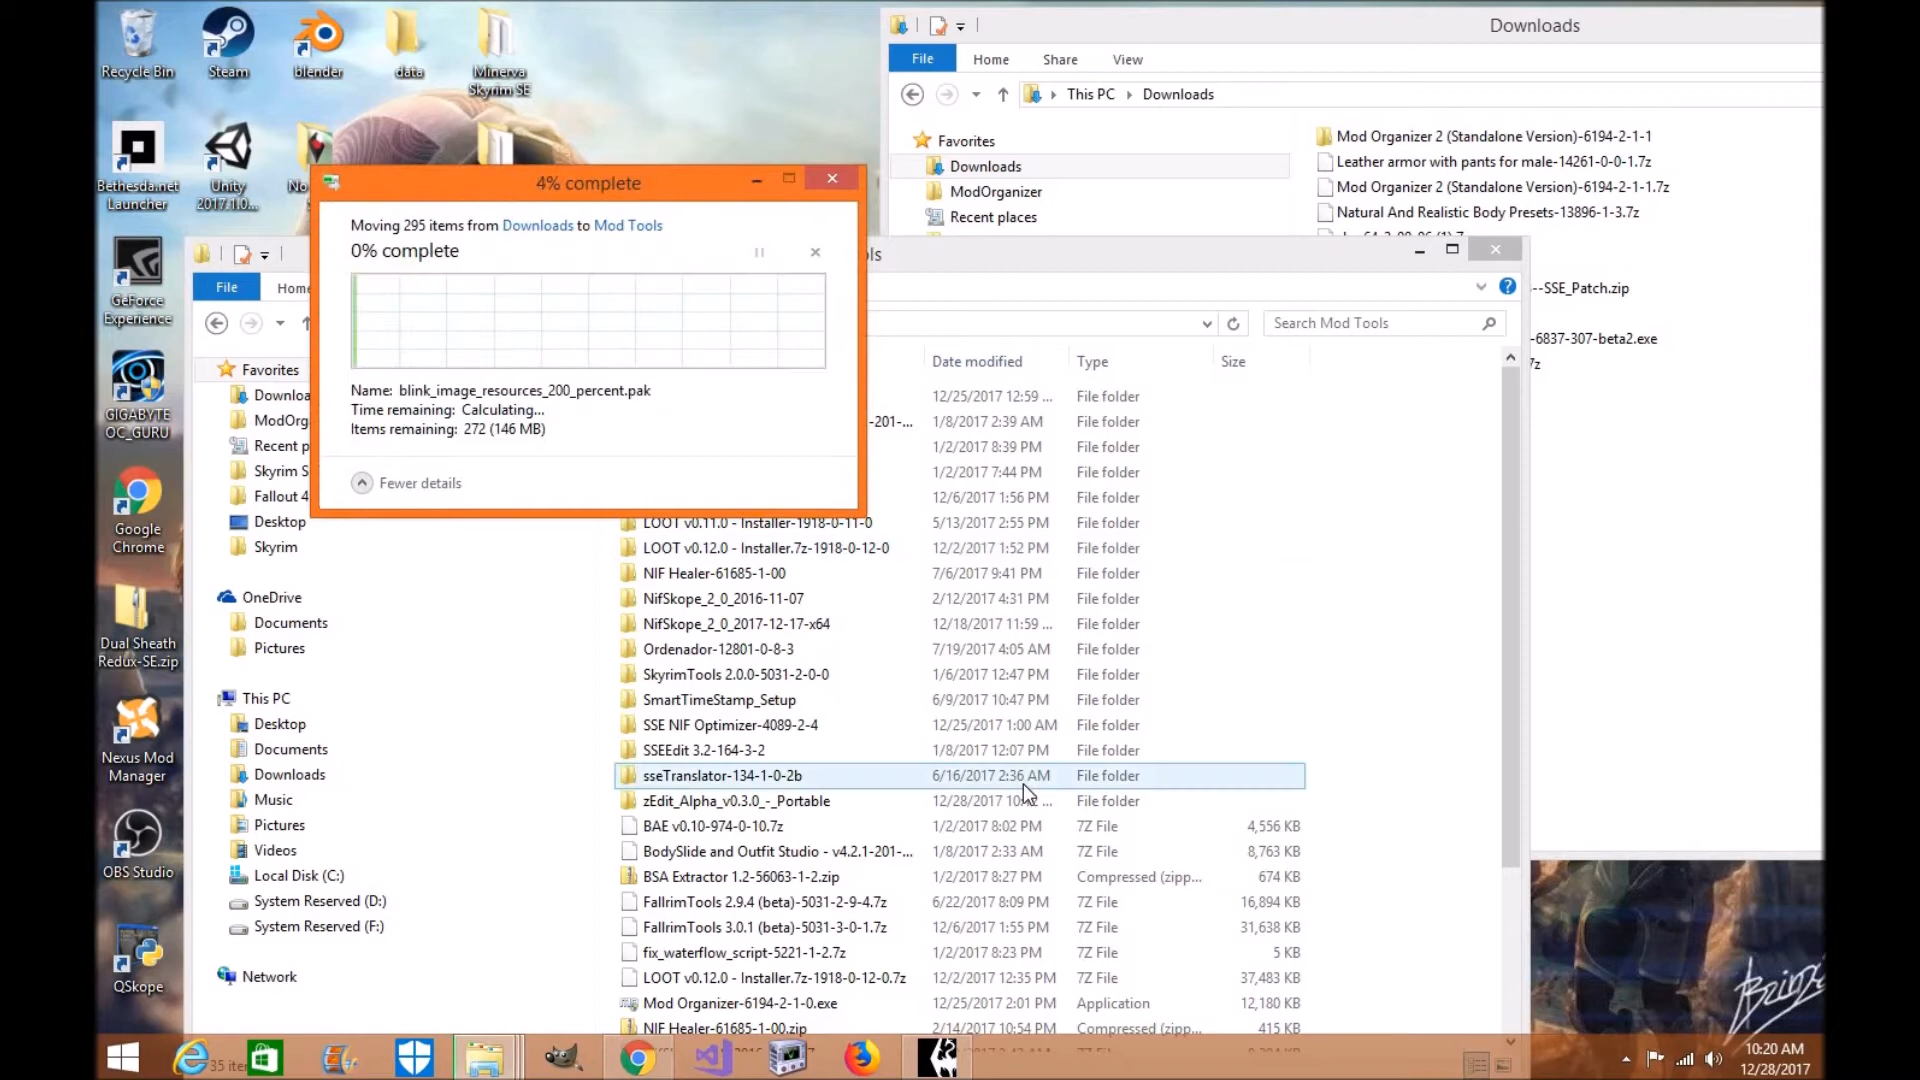 Recycle Bin
Steam
blender
data
Minerva
Skyrim SE
Bethesda.net
Launcher
Unity
2017.1.0...
GeForce
Experience
GIGABYTE
OC_GURU
Google
Chrome
Dual Sheath
Redux-SE.zip
Nexus Mod
Manager
OBS Studio
QSkope
Downloads
File
Home
Share
View
This PC
Downloads
Favorites
Downloads
ModOrganizer
Recent places
Mod Organizer 2 (Standalone Version)-6194-2-1-1
Leather armor with pants for male-14261-0-0-1.7z
Mod Organizer 2 (Standalone Version)-6194-2-1-1.7z
Natural And Realistic Body Presets-13896-1-3.7z
--SSE_Patch.zip
-6837-307-beta2.exe
7z
4% complete
Moving 295 items from Downloads to Mod Tools
0% complete
Name: blink_image_resources_200_percent.pak
Time remaining: Calculating...
Items remaining: 272 (146 MB)
Fewer details
ols
File
Home
Search Mod Tools
Favorites
Downloa
ModOrg
Recent p
Skyrim S
Fallout 4
Desktop
Skyrim
OneDrive
Documents
Pictures
This PC
Desktop
Documents
Downloads
Music
Pictures
Videos
Local Disk (C:)
System Reserved (D:)
System Reserved (F:)
Network
Date modified Type Size
12/25/2017 12:59 ... File folder
-201-... 1/8/2017 2:39 AM File folder
1/2/2017 8:39 PM File folder
1/2/2017 7:44 PM File folder
12/6/2017 1:56 PM File folder
LOOT v0.11.0 - Installer-1918-0-11-0 5/13/2017 2:55 PM File folder
LOOT v0.12.0 - Installer.7z-1918-0-12-0 12/2/2017 1:52 PM File folder
NIF Healer-61685-1-00 7/6/2017 9:41 PM File folder
NifSkope_2_0_2016-11-07 2/12/2017 4:31 PM File folder
NifSkope_2_0_2017-12-17-x64 12/18/2017 11:59 ... File folder
Ordenador-12801-0-8-3 7/19/2017 4:05 AM File folder
SkyrimTools 2.0.0-5031-2-0-0 1/6/2017 12:47 PM File folder
SmartTimeStamp_Setup 6/9/2017 10:47 PM File folder
SSE NIF Optimizer-4089-2-4 12/25/2017 1:00 AM File folder
SSEEdit 3.2-164-3-2 1/8/2017 12:07 PM File folder
sseTranslator-134-1-0-2b 6/16/2017 2:36 AM File folder
zEdit_Alpha_v0.3.0_-_Portable 12/28/2017 10: ... File folder
BAE v0.10-974-0-10.7z 1/2/2017 8:02 PM 7Z File 4,556 KB
BodySlide and Outfit Studio - v4.2.1-201-... 1/8/2017 2:33 AM 7Z File 8,763 KB
BSA Extractor 1.2-56063-1-2.zip 1/2/2017 8:27 PM Compressed (zipp... 674 KB
FallrimTools 2.9.4 (beta)-5031-2-9-4.7z 6/22/2017 8:09 PM 7Z File 16,894 KB
FallrimTools 3.0.1 (beta)-5031-3-0-1.7z 12/6/2017 1:55 PM 7Z File 31,638 KB
fix_waterflow_script-5221-1-2.7z 1/2/2017 8:23 PM 7Z File 5 KB
LOOT v0.12.0 - Installer.7z-1918-0-12-0.7z 12/2/2017 12:35 PM 7Z File 37,483 KB
Mod Organizer-6194-2-1-0.exe 12/25/2017 2:01 PM Application 12,180 KB
NIF Healer-61685-1-00.zip 2/14/2017 10:54 PM Compressed (zipp... 415 KB
35 ite
10:20 AM
12/28/2017